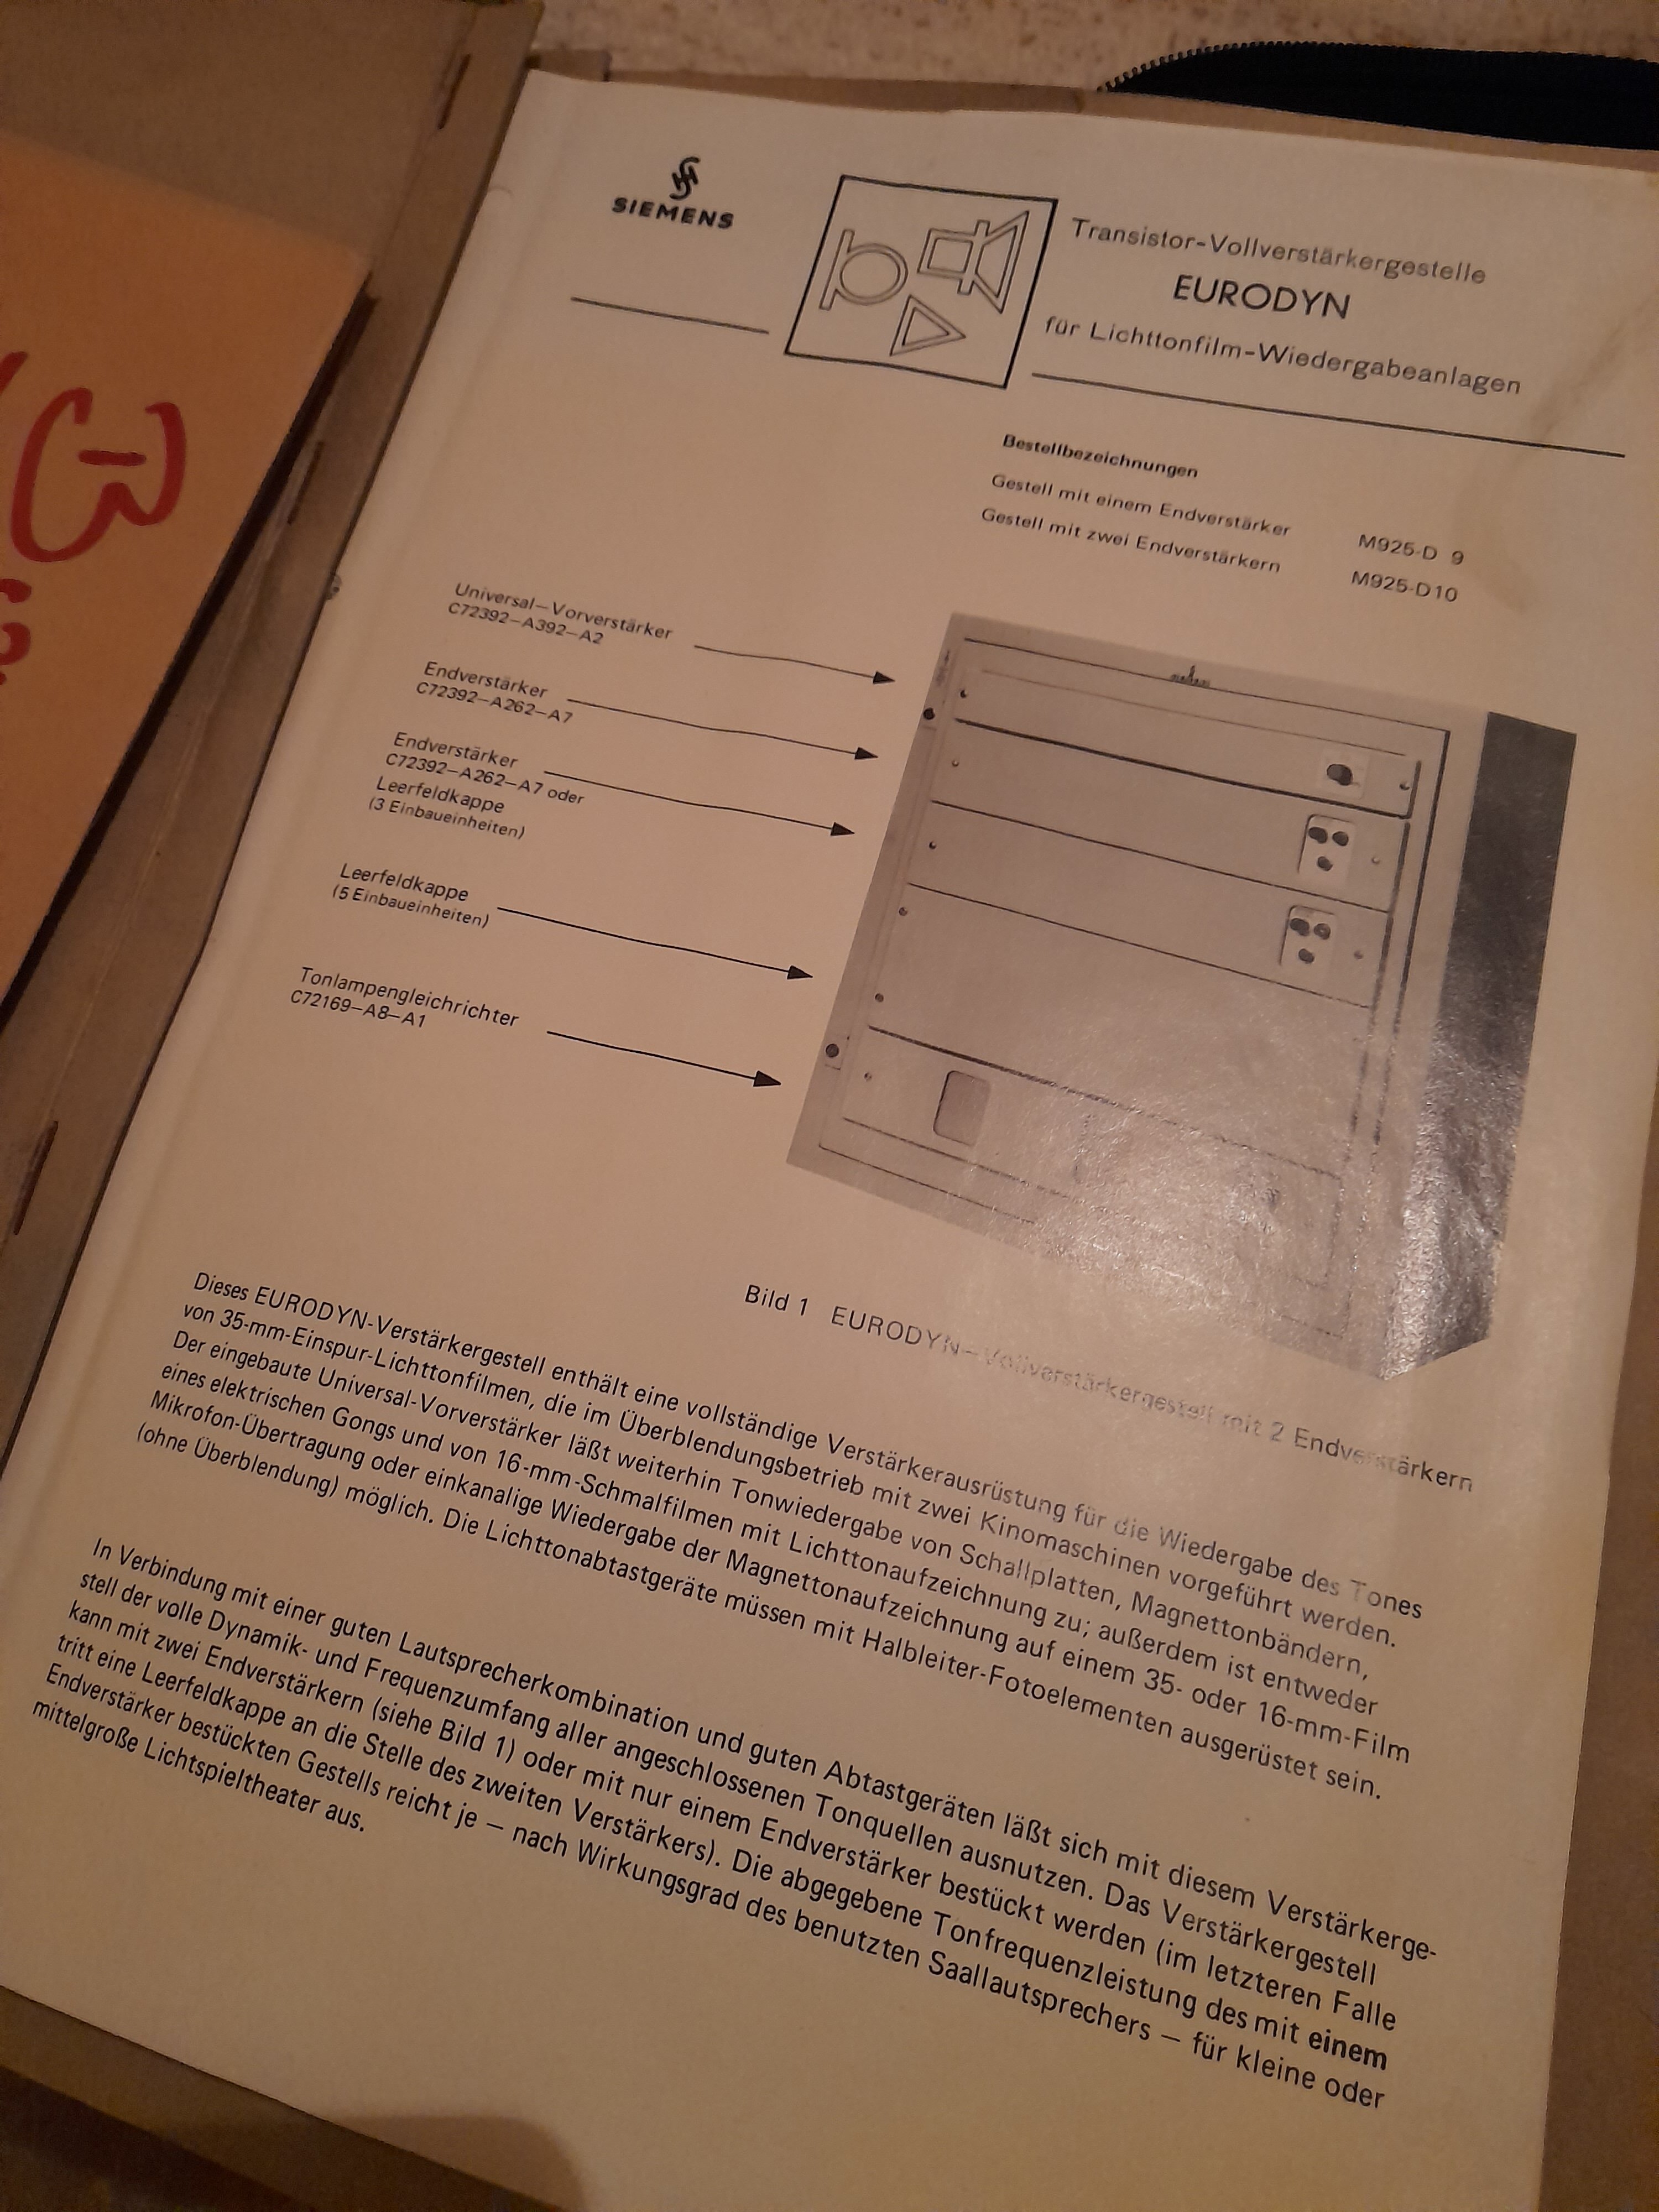 SIEMENS
Transistor-Vollverstärkergestelle
EURODYN
für Lichttonfilm-Wiedergabeanlagen
Bestellbezeichnungen
Gestell mit einem Endverstärker M925-D 9
Gestell mit zwei Endverstärkern M925-D10
Universal-Vorverstärker
C72392-A392-A2
Endverstärker
C72392-A262-A7
Endverstärker
C72392-A262-A7 oder
Leerfeldkappe
(3 Einbaueinheiten)
Leerfeldkappe
(5 Einbaueinheiten)
Tonlampengleichrichter
C72169-A8-A1
Bild 1 EURODYN-Vollverstärkergestell mit 2 Endverstärkern
Dieses EURODYN-Verstärkergestell enthält eine vollständige Verstärkerausrüstung für die Wiedergabe des Tones
von 35-mm-Einspur-Lichttonfilmen, die im Überblendungsbetrieb mit zwei Kinomaschinen vorgeführt werden.
Der eingebaute Universal-Vorverstärker läßt weiterhin Tonwiedergabe von Schallplatten, Magnettonbändern,
eines elektrischen Gongs und von 16-mm-Schmalfilmen mit Lichttonaufzeichnung zu; außerdem ist entweder
Mikrofon-Übertragung oder einkanalige Wiedergabe der Magnettonaufzeichnung auf einem 35- oder 16-mm-Film
(ohne Überblendung) möglich. Die Lichttonabtastgeräte müssen mit Halbleiter-Fotoelementen ausgerüstet sein.
In Verbindung mit einer guten Lautsprecherkombination und guten Abtastgeräten läßt sich mit diesem Verstärkerge-
stell der volle Dynamik- und Frequenzumfang aller angeschlossenen Tonquellen ausnutzen. Das Verstärkergestell
kann mit zwei Endverstärkern (siehe Bild 1) oder mit nur einem Endverstärker bestückt werden (im letzteren Falle
tritt eine Leerfeldkappe an die Stelle des zweiten Verstärkers). Die abgegebene Tonfrequenzleistung des mit einem
Endverstärker bestückten Gestells reicht je – nach Wirkungsgrad des benutzten Saallautsprechers – für kleine oder
mittelgroße Lichtspieltheater aus.